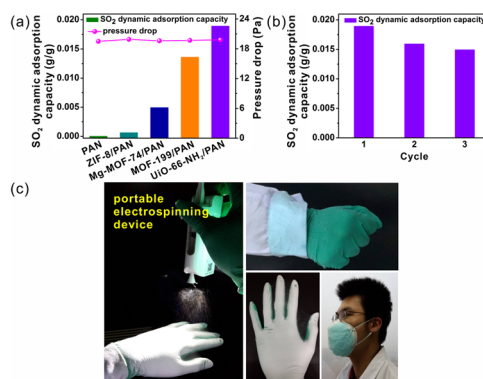 (a)
SO₂ dynamic adsorption capacity
pressure drop
SO₂ dynamic adsorption
capacity (g/g)
0.020
0.015
0.010
0.005
0.000
Pressure drop (Pa)
24
18
12
6
0
PAN
ZIF-8/PAN
Mg-MOF-74/PAN
MOF-199/PAN
UiO-66-NH₂/PAN
(b)
SO₂ dynamic adsorption capacity
SO₂ dynamic adsorption
capacity (g/g)
0.020
0.015
0.010
0.005
0.000
1 2 3
Cycle
(c)
portable
electrospinning
device